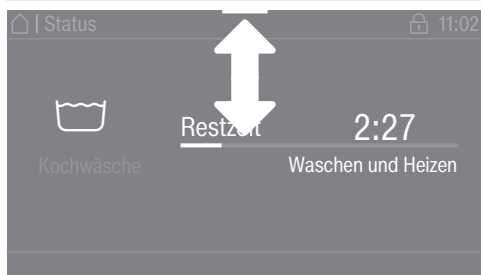 | Status 11:02
Restzeit 2:27
Kochwäsche Waschen und Heizen